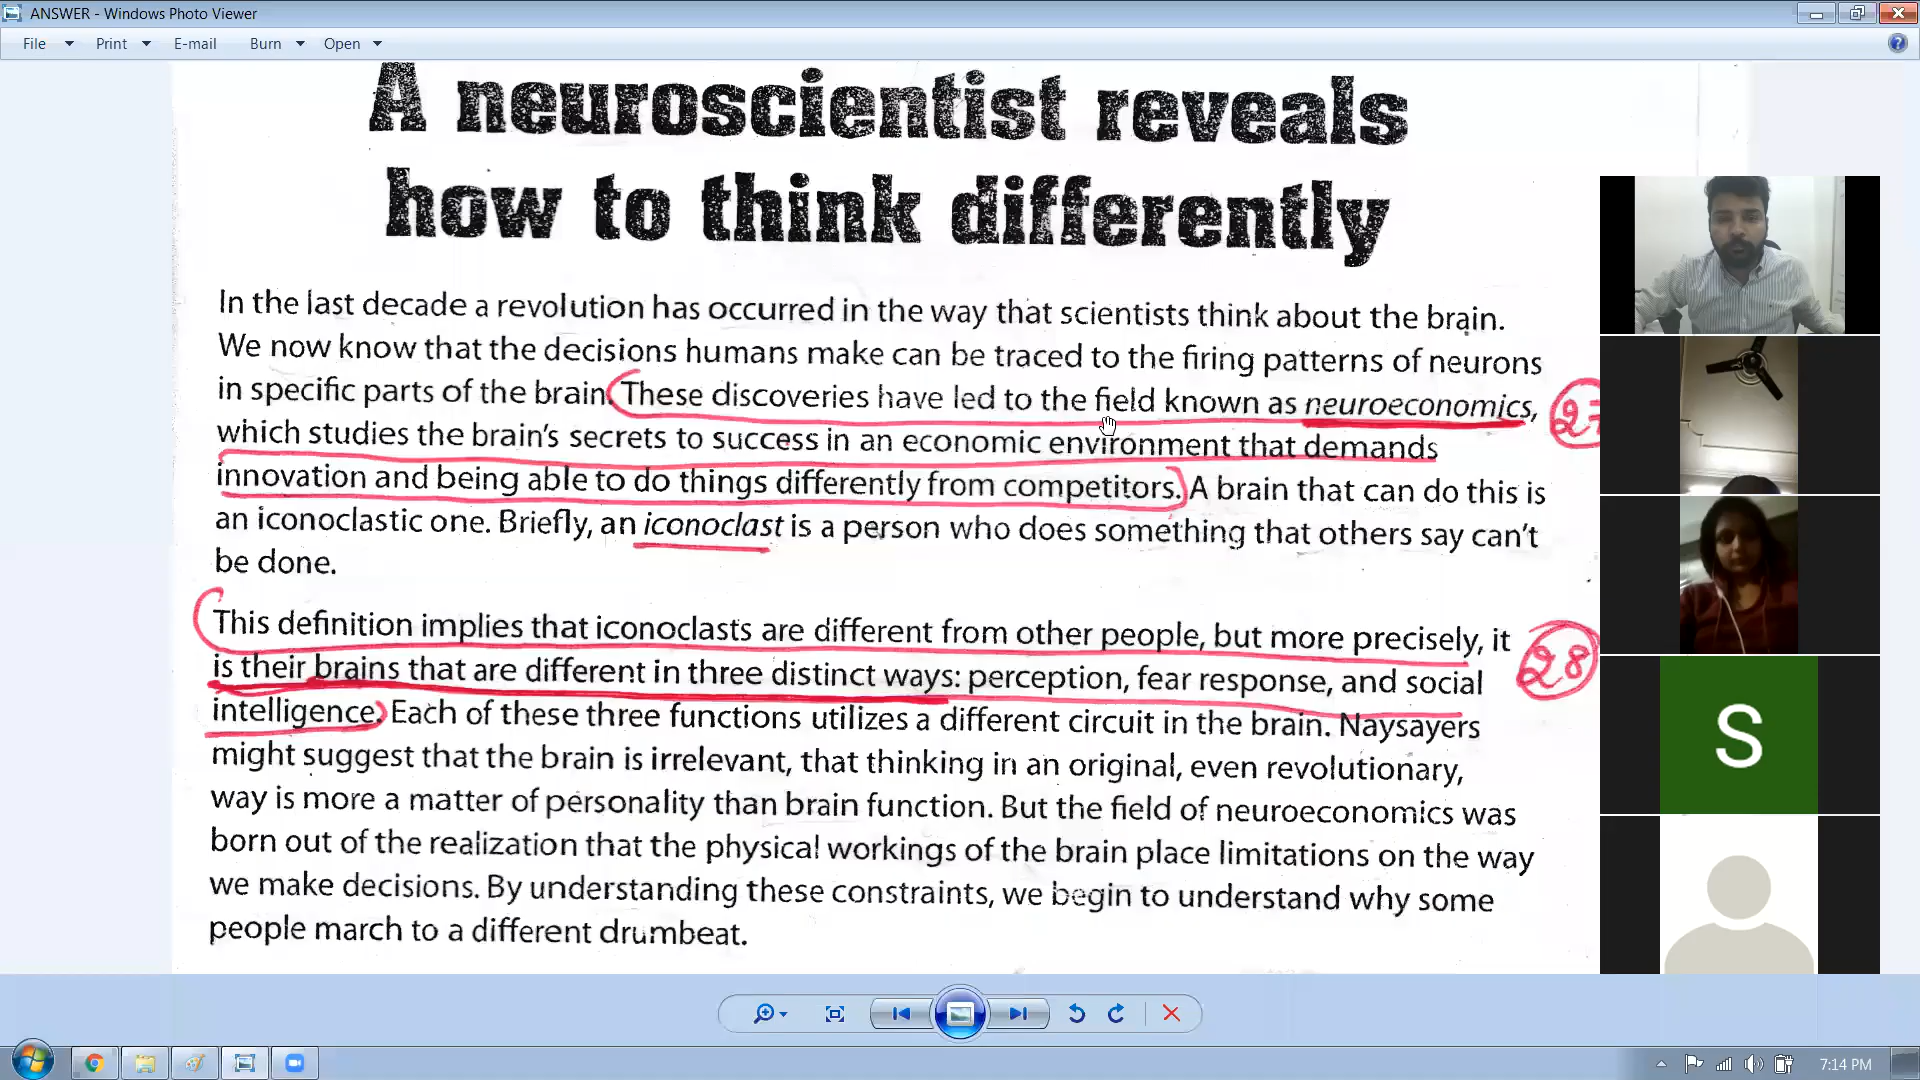 ANSWER - Windows Photo Viewer
File Print E-mail Burn Open
A neuroscientist reveals
how to think differently
In the last decade a revolution has occurred in the way that scientists think about the brain.
We now know that the decisions humans make can be traced to the firing patterns of neurons
in specific parts of the brain. These discoveries have led to the field known as neuroeconomics,
27
which studies the brain's secrets to success in an economic environment that demands
innovation and being able to do things differently from competitors. A brain that can do this is
an iconoclastic one. Briefly, an iconoclast is a person who does something that others say can't
be done.
This definition implies that iconoclasts are different from other people, but more precisely, it
is their brains that are different in three distinct ways: perception, fear response, and social
28
intelligence. Each of these three functions utilizes a different circuit in the brain. Naysayers
might suggest that the brain is irrelevant, that thinking in an original, even revolutionary,
way is more a matter of personality than brain function. But the field of neuroeconomics was
born out of the realization that the physical workings of the brain place limitations on the way
we make decisions. By understanding these constraints, we begin to understand why some
people march to a different drumbeat.
S
7:14 PM